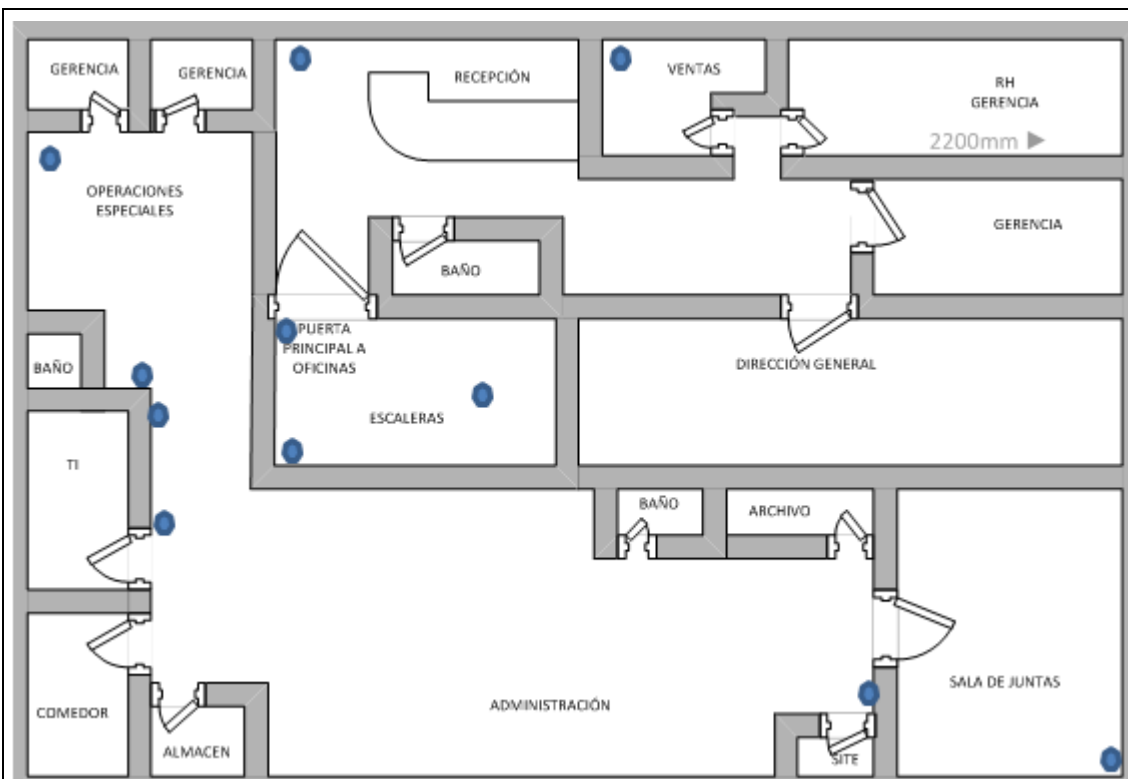 GERENCIA
GERENCIA
RECEPCIÓN
VENTAS
RH
GERENCIA
2200mm
OPERACIONES
ESPECIALES
GERENCIA
BAÑO
PUERTA
PRINCIPAL A
OFICINAS
BAÑO
DIRECCIÓN GENERAL
ESCALERAS
TI
BAÑO
ARCHIVO
SALA DE JUNTAS
COMEDOR
ADMINISTRACIÓN
ALMACEN
SITE